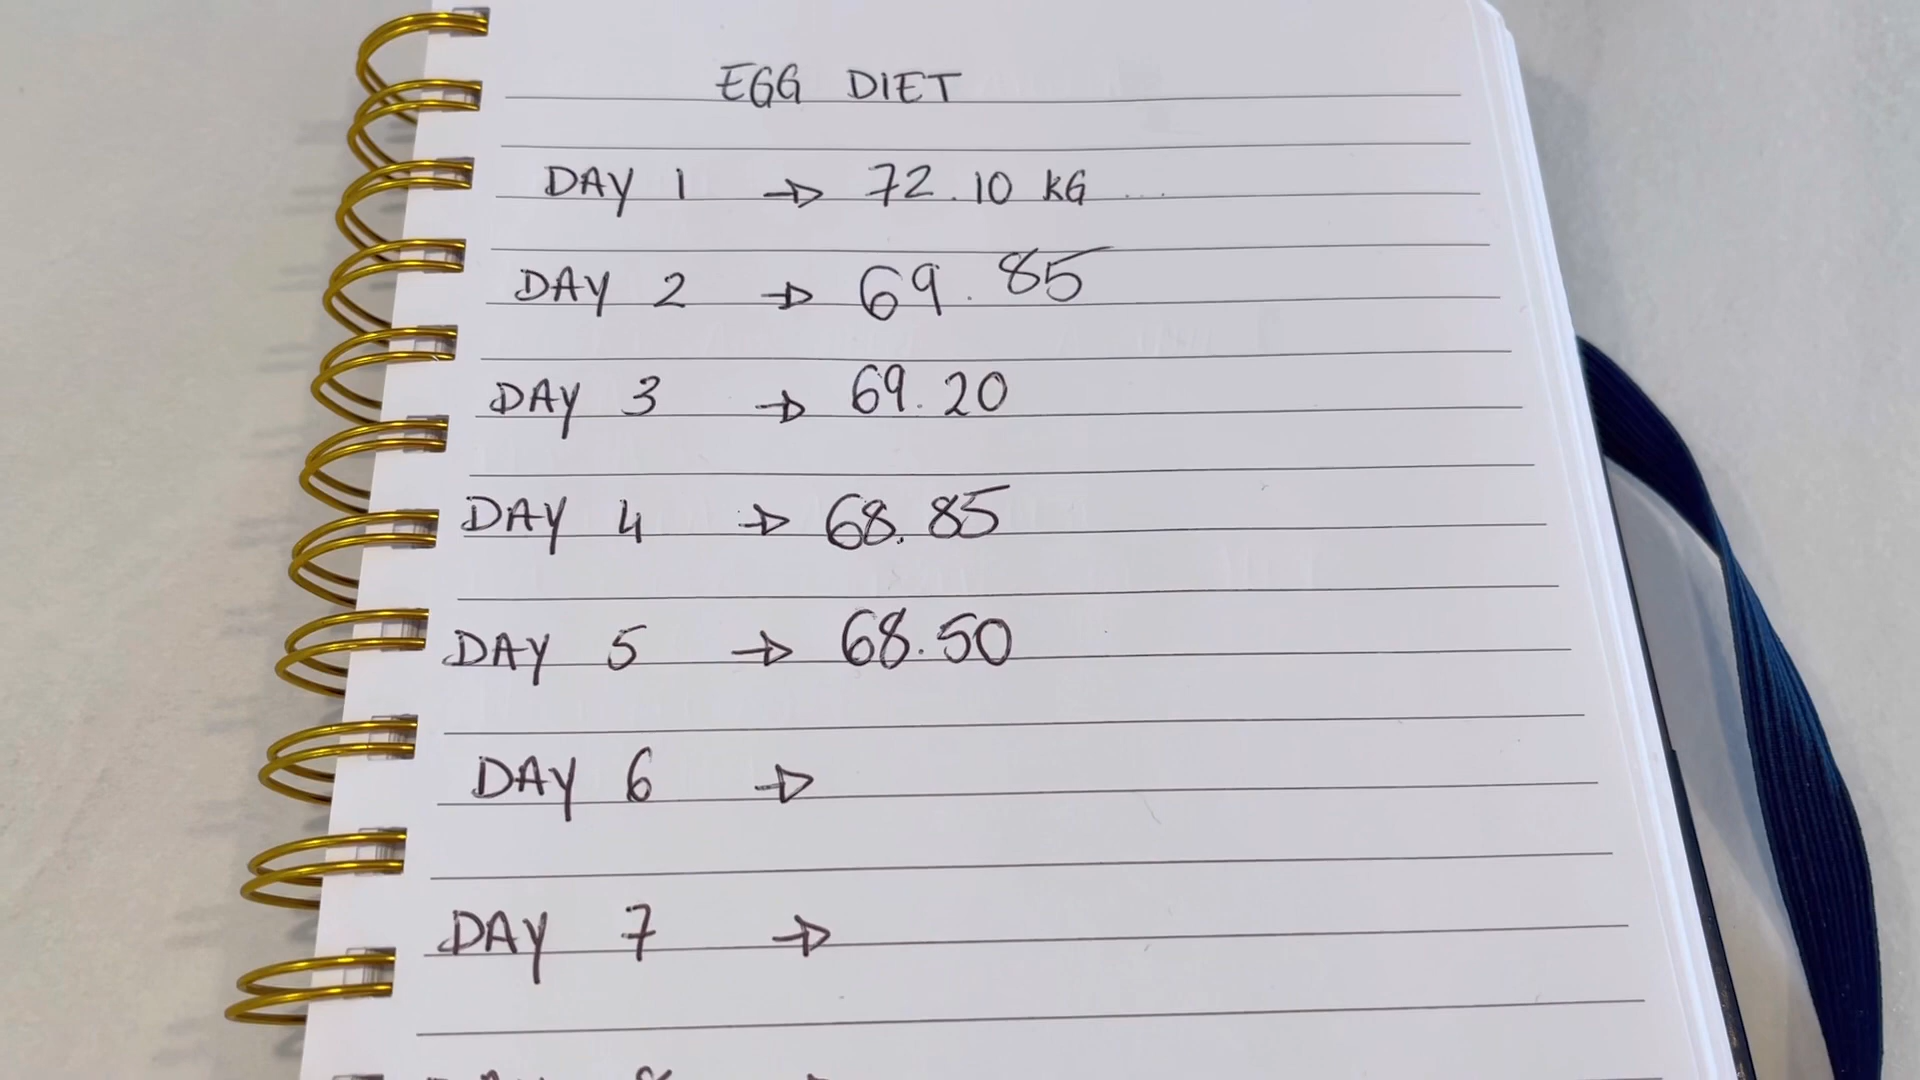 EGG DIET
DAY 1 → 72.10 KG
DAY 2 → 69.85
DAY 3 → 69.20
DAY 4 → 68.85
DAY 5 → 68.50
DAY 6 →
DAY 7 →